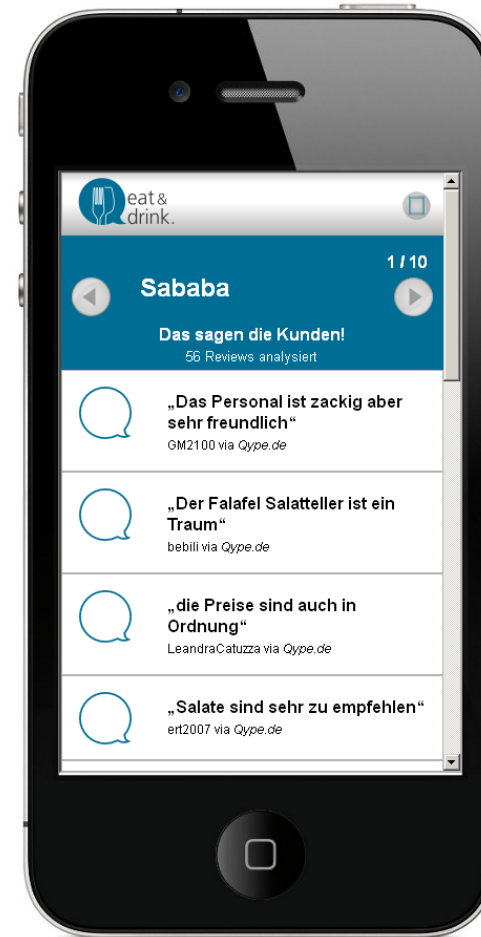 eat &
drink.
1 / 10
Sababa
Das sagen die Kunden!
56 Reviews analysiert
„Das Personal ist zackig aber
sehr freundlich“
GM2100 via Qype.de
„Der Falafel Salatteller ist ein
Traum“
bebili via Qype.de
„die Preise sind auch in
Ordnung“
LeandraCatuzza via Qype.de
„Salate sind sehr zu empfehlen“
ert2007 via Qype.de